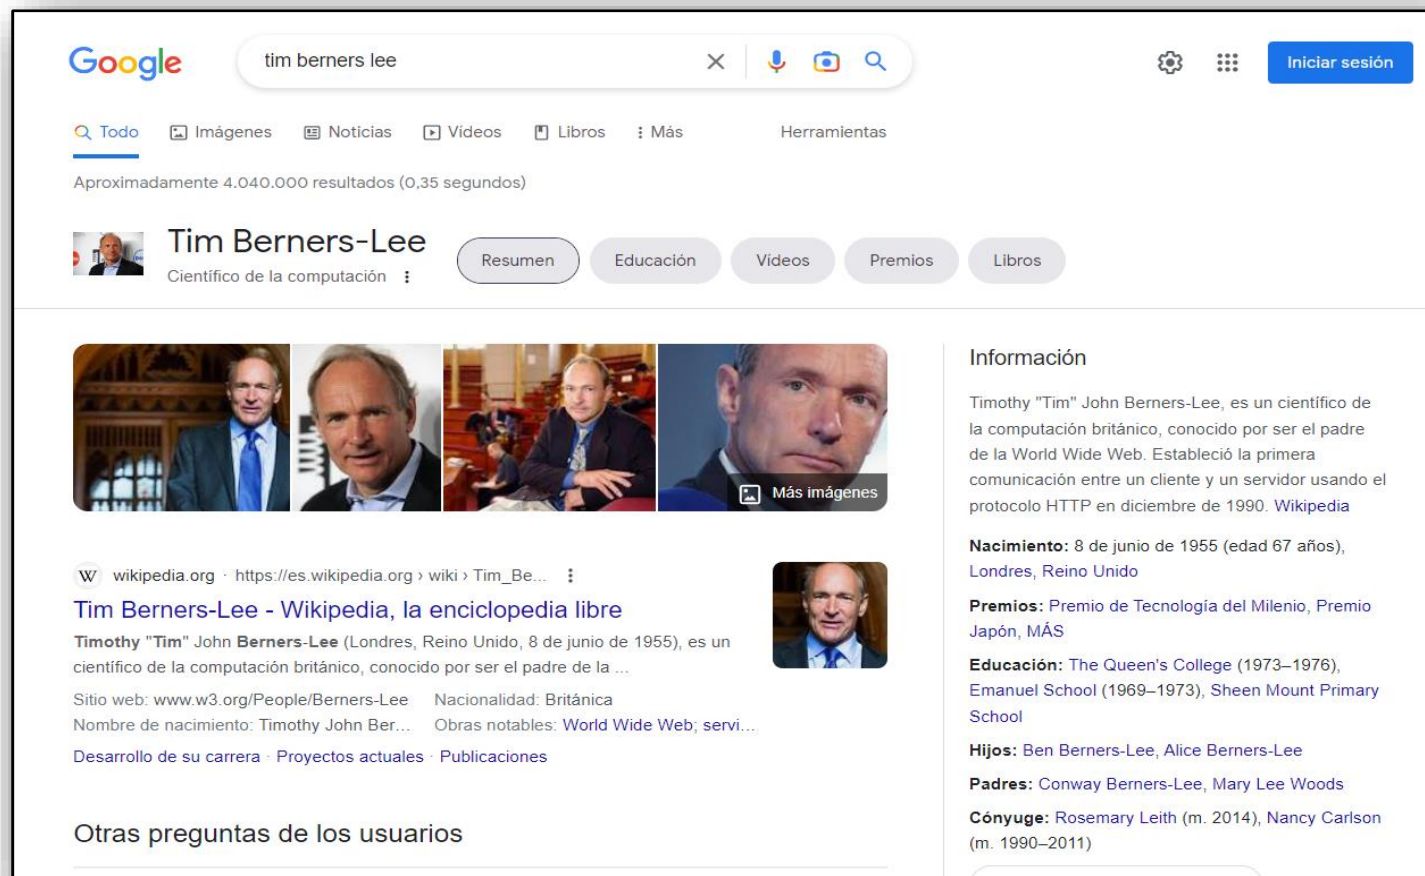 Google
tim berners lee
Iniciar sesión
Todo
Imágenes
Noticias
Vídeos
Libros
Más
Herramientas
Aproximadamente 4.040.000 resultados (0,35 segundos)
Tim Berners-Lee
Científico de la computación
Resumen
Educación
Vídeos
Premios
Libros
Más imágenes
W wikipedia.org · https://es.wikipedia.org › wiki › Tim_Be...
Tim Berners-Lee - Wikipedia, la enciclopedia libre
Timothy "Tim" John Berners-Lee (Londres, Reino Unido, 8 de junio de 1955), es un
científico de la computación británico, conocido por ser el padre de la ...
Sitio web: www.w3.org/People/Berners-Lee Nacionalidad: Británica
Nombre de nacimiento: Timothy John Ber... Obras notables: World Wide Web; servi...
Desarrollo de su carrera · Proyectos actuales · Publicaciones
Otras preguntas de los usuarios
Información
Timothy "Tim" John Berners-Lee, es un científico de
la computación británico, conocido por ser el padre
de la World Wide Web. Estableció la primera
comunicación entre un cliente y un servidor usando el
protocolo HTTP en diciembre de 1990. Wikipedia
Nacimiento: 8 de junio de 1955 (edad 67 años),
Londres, Reino Unido
Premios: Premio de Tecnología del Milenio, Premio
Japón, MÁS
Educación: The Queen's College (1973–1976),
Emanuel School (1969–1973), Sheen Mount Primary
School
Hijos: Ben Berners-Lee, Alice Berners-Lee
Padres: Conway Berners-Lee, Mary Lee Woods
Cónyuge: Rosemary Leith (m. 2014), Nancy Carlson
(m. 1990–2011)